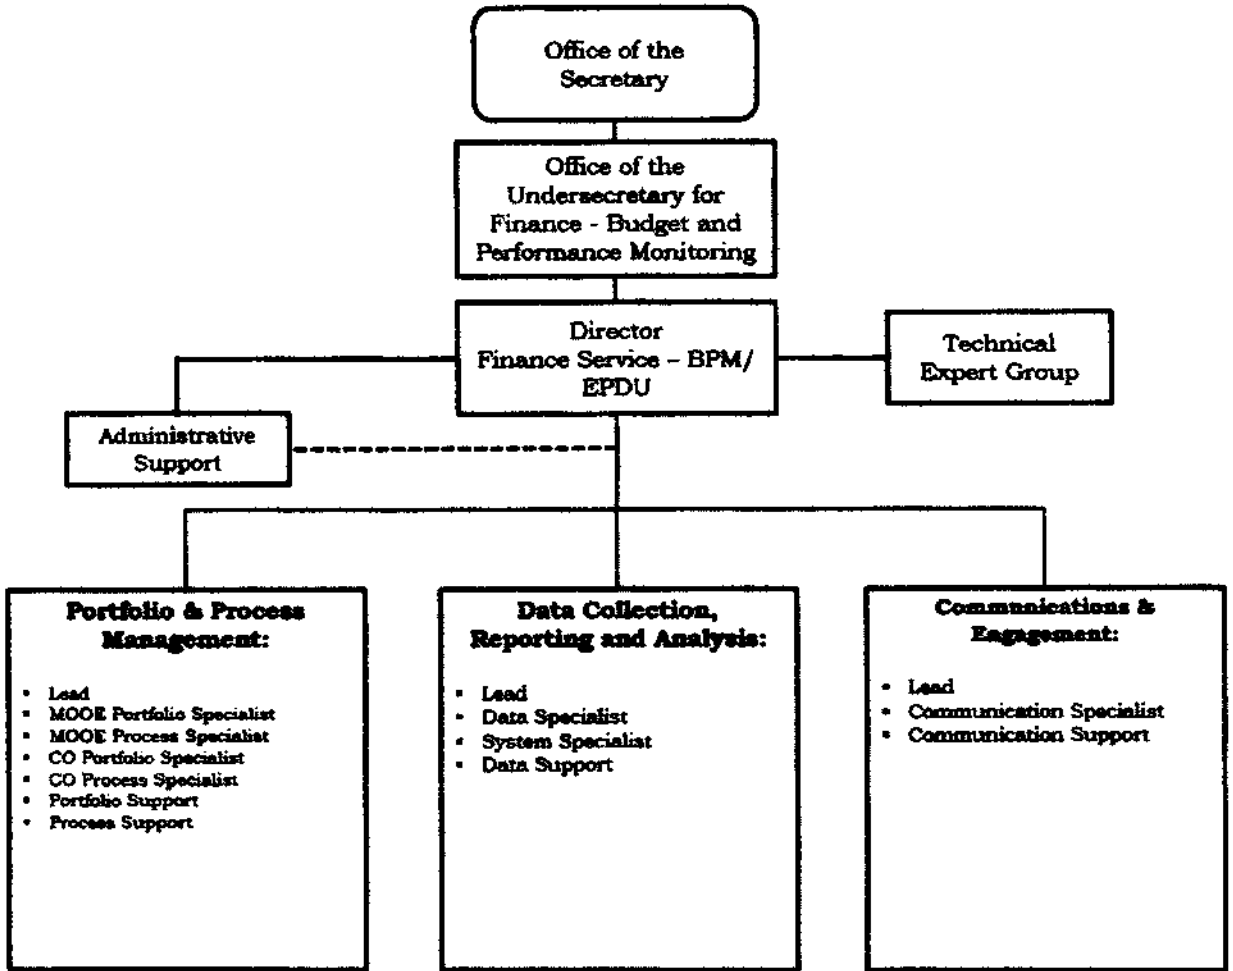 Office of the
Secretary
Office of the
Undersecretary for
Finance - Budget and
Performance Monitoring
Director
Finance Service – BPM/
EPDU
Technical
Expert Group
Administrative
Support
Portfolio & Process
Management:
• Lead
• MOOE Portfolio Specialist
• MOOE Process Specialist
• CO Portfolio Specialist
• CO Process Specialist
• Portfolio Support
• Process Support
Data Collection,
Reporting and Analysis:
• Lead
• Data Specialist
• System Specialist
• Data Support
Communications &
Engagement:
• Lead
• Communication Specialist
• Communication Support